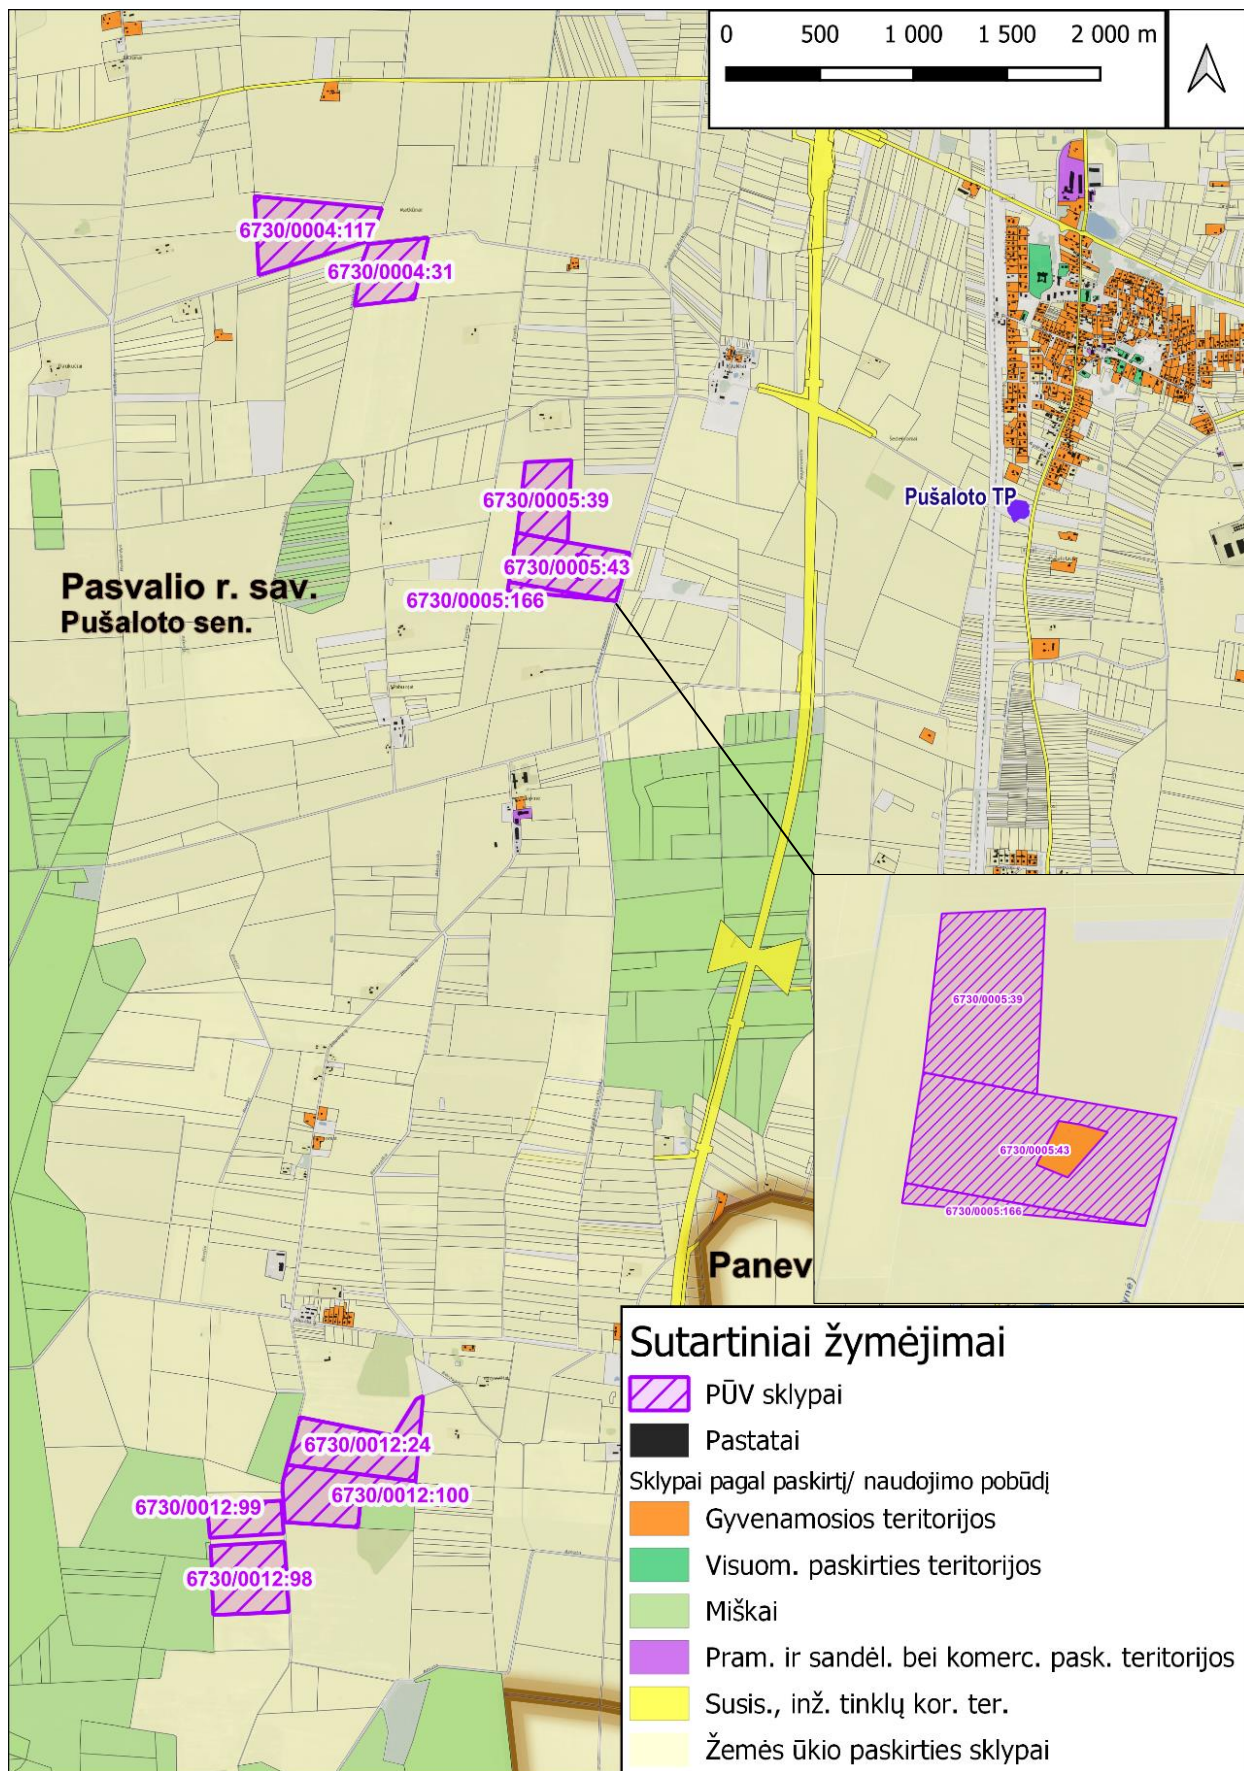 0 500 1 000 1 500 2 000 m
6730/0004:117
6730/0004:31
6730/0005:39
Pušaloto TP
6730/0005:43
6730/0005:166
Pasvalio r. sav.
Pušaloto sen.
6730/0005:39
6730/0005:43
6730/0005:166
Panev
6730/0012:24
6730/0012:100
6730/0012:99
6730/0012:98
Sutartiniai žymėjimai
PŪV sklypai
Pastatai
Sklypai pagal paskirtį/ naudojimo pobūdį
Gyvenamosios teritorijos
Visuom. paskirties teritorijos
Miškai
Pram. ir sandėl. bei komerc. pask. teritorijos
Susis., inž. tinklų kor. ter.
Žemės ūkio paskirties sklypai